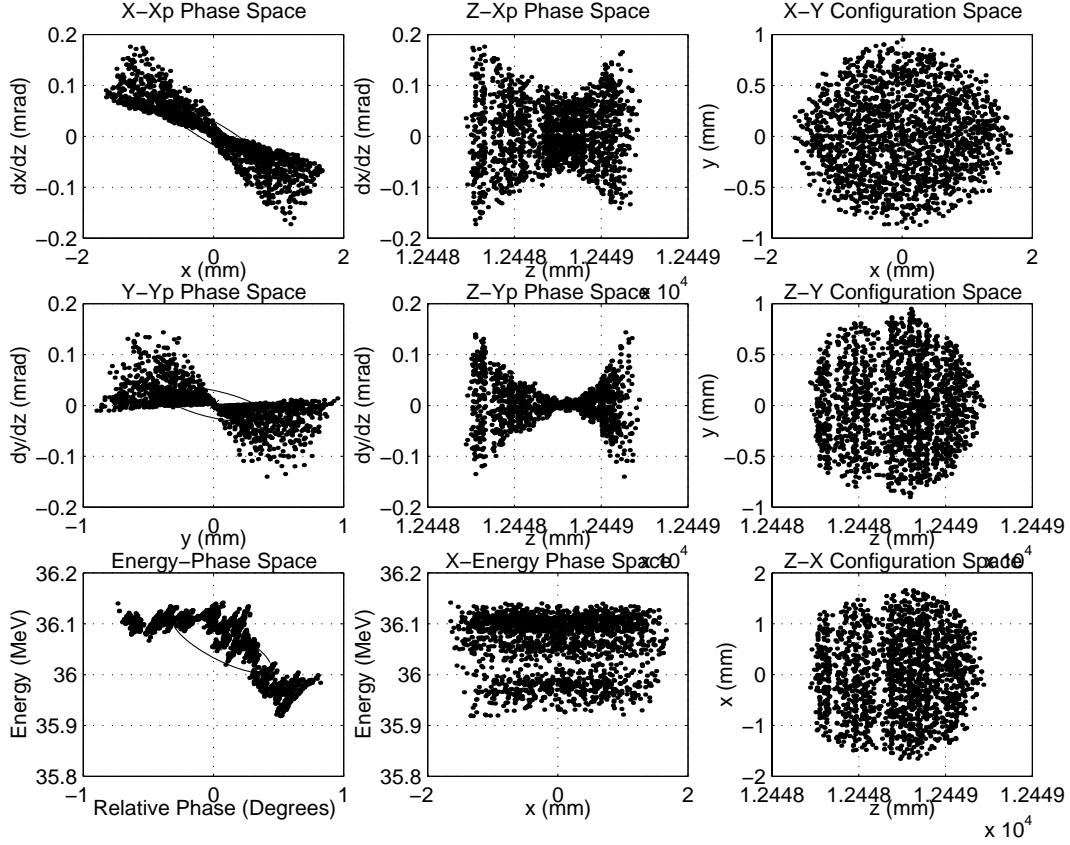 X−Xp Phase Space
0.2
0.1
0
−0.1
−0.2
−2
0
2
dx/dz (mrad)
x (mm)
Z−Xp Phase Space
0.2
0.1
0
−0.1
−0.2
1.2448
1.2448
1.2449
1.2449
dx/dz (mrad)
z (mm)
x 10^4
X−Y Configuration Space
1
0.5
0
−0.5
−1
−2
0
2
y (mm)
x (mm)
Y−Yp Phase Space
0.2
0.1
0
−0.1
−0.2
−1
0
1
dy/dz (mrad)
y (mm)
Z−Yp Phase Space
0.2
0.1
0
−0.1
−0.2
1.2448
1.2448
1.2449
1.2449
dy/dz (mrad)
z (mm)
x 10^4
Z−Y Configuration Space
1
0.5
0
−0.5
−1
1.2448
1.2448
1.2449
1.2449
y (mm)
z (mm)
x 10^4
Energy−Phase Space
36.2
36.1
36
35.9
35.8
−1
0
1
Energy (MeV)
Relative Phase (Degrees)
X−Energy Phase Space
36.2
36.1
36
35.9
35.8
−2
0
2
Energy (MeV)
x (mm)
Z−X Configuration Space
2
1
0
−1
−2
1.2448
1.2448
1.2449
1.2449
x (mm)
z (mm)
x 10^4